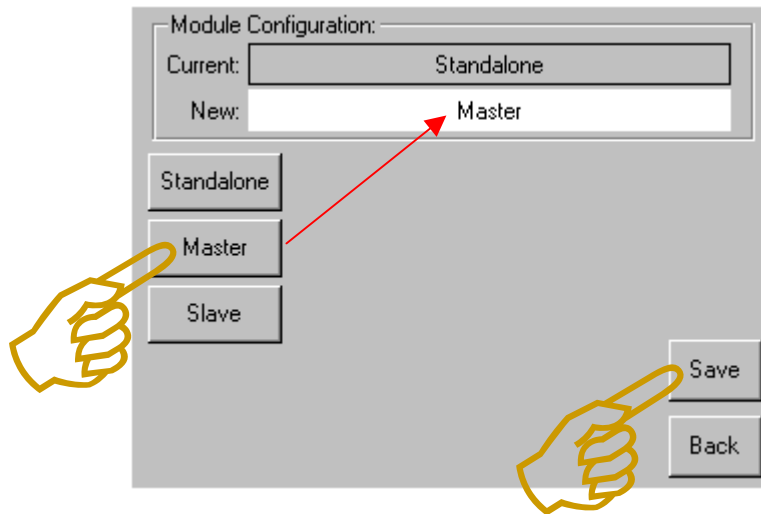 Module Configuration:
Current: Standalone
New: Master
Standalone
Master
Slave
Save
Back